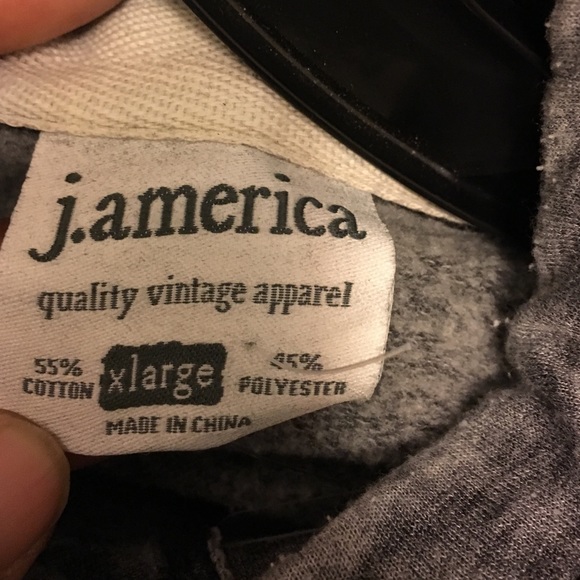 j.america
quality vintage apparel
55% COTTON xlarge 45% POLYESTER
MADE IN CHINA